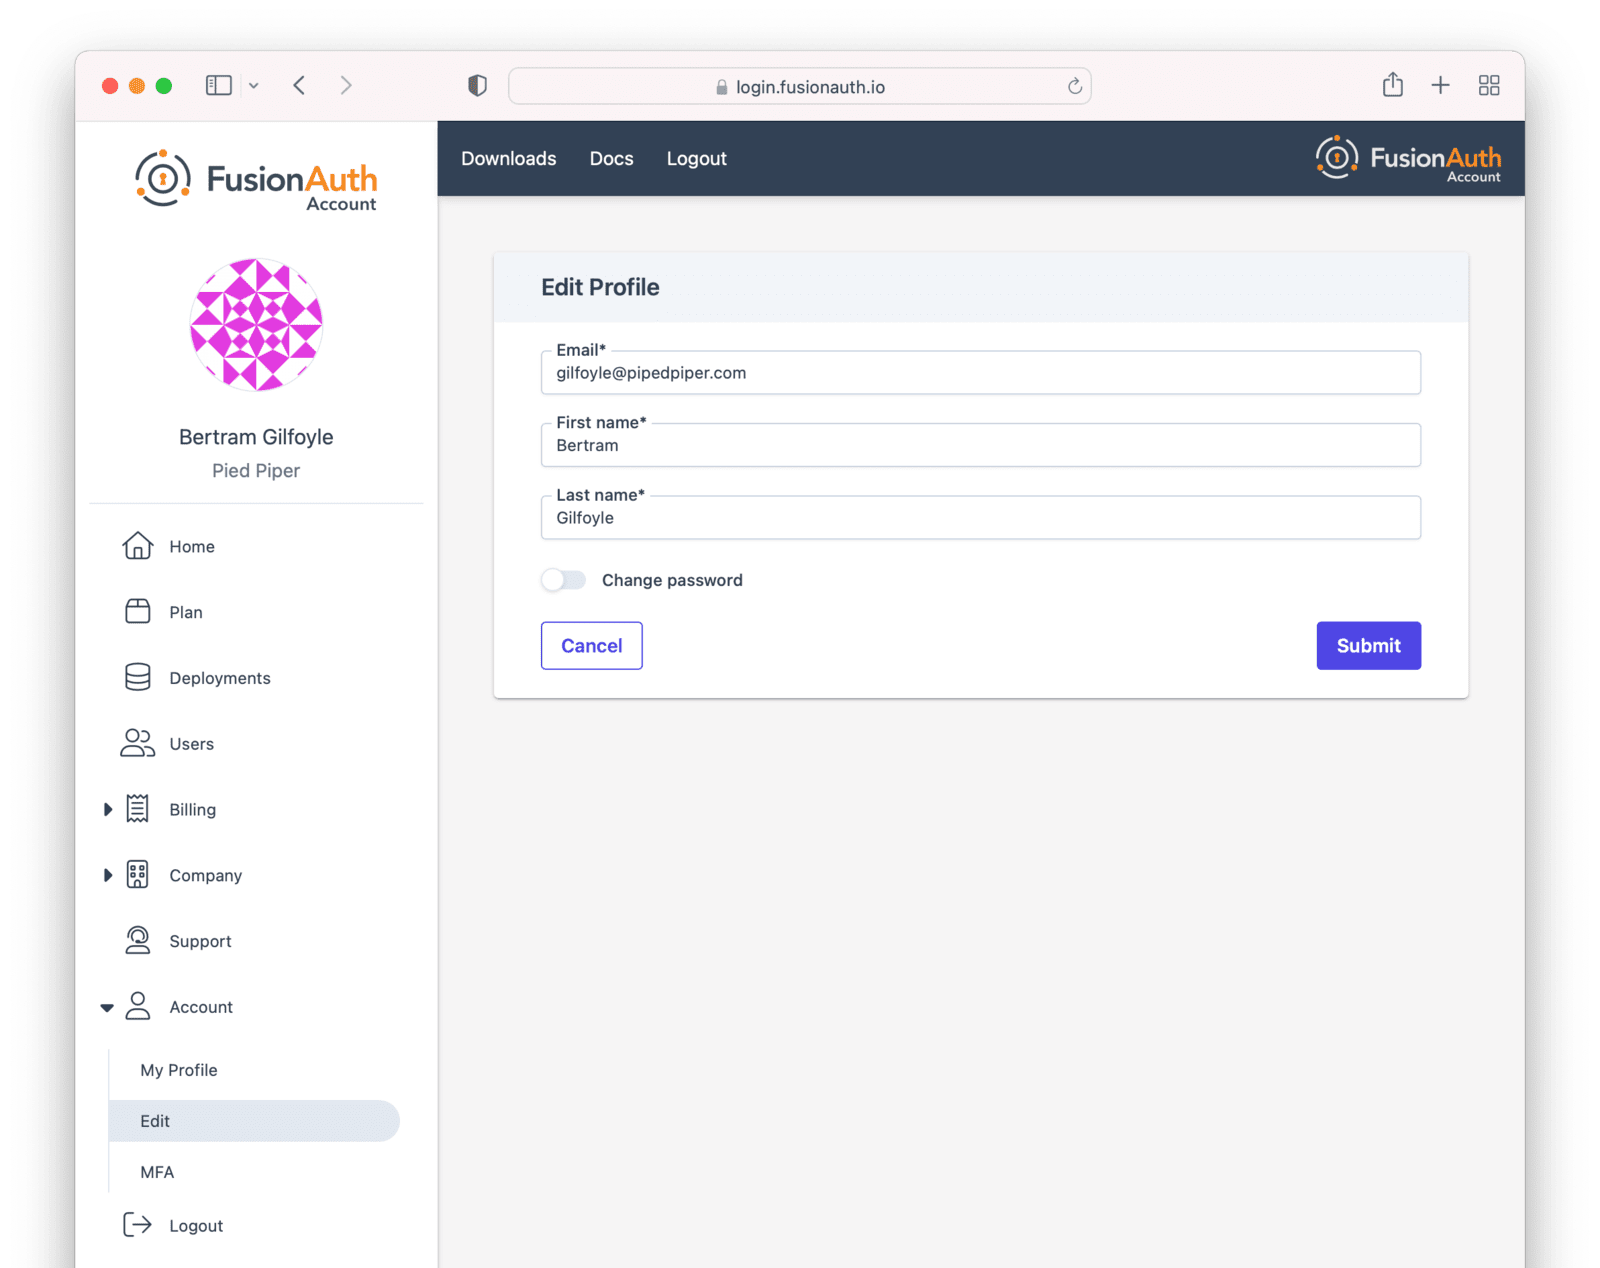 login.fusionauth.io
FusionAuth
Account
Bertram Gilfoyle
Pied Piper
Home
Plan
Deployments
Users
Billing
Company
Support
Account
My Profile
Edit
MFA
Logout
Downloads Docs Logout
FusionAuth
Account
Edit Profile
Email*
gilfoyle@pipedpiper.com
First name*
Bertram
Last name*
Gilfoyle
Change password
Cancel Submit